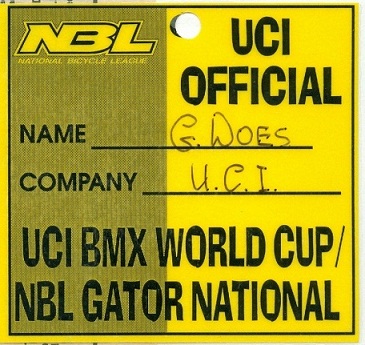 NBL
NATIONAL BICYCLE LEAGUE
UCI
OFFICIAL
NAME G. DOES
COMPANY U.C.I.
UCI BMX WORLD CUP/
NBL GATOR NATIONAL